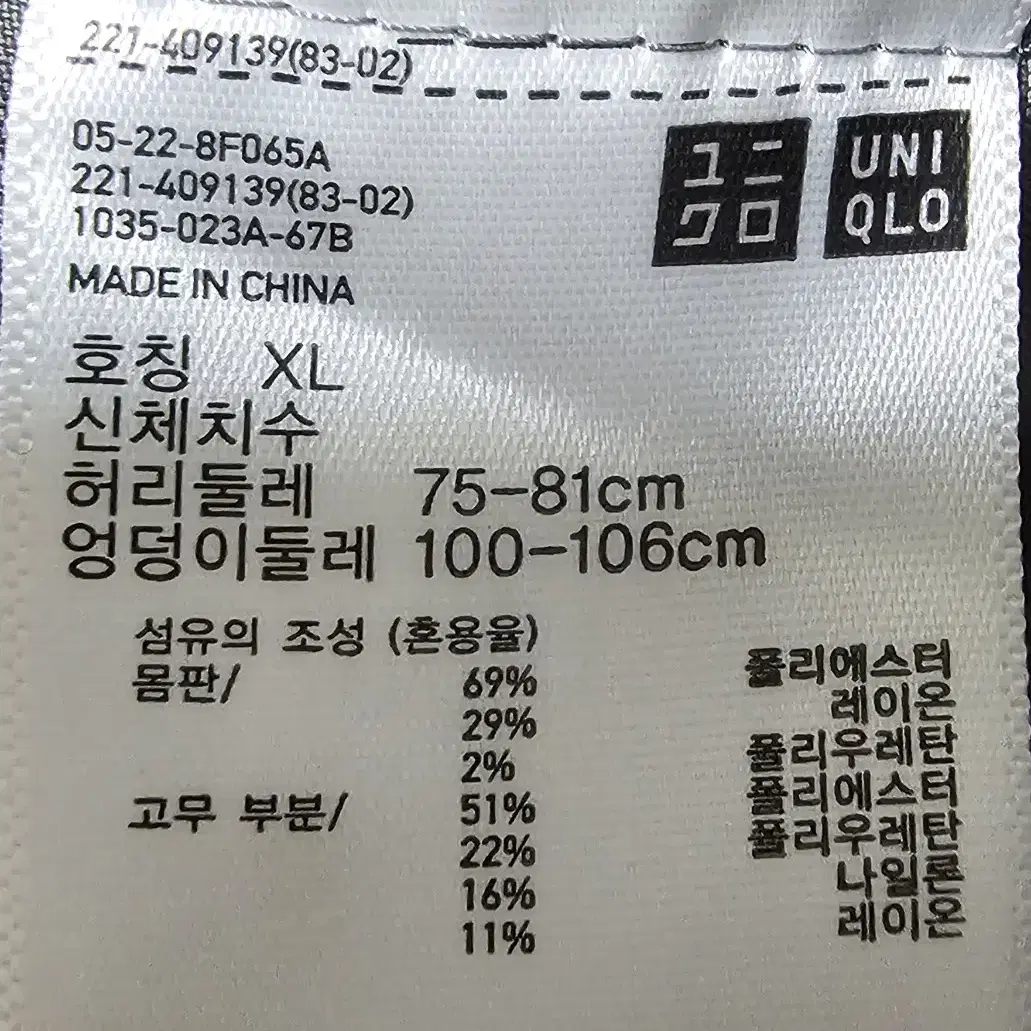 221-409139(83-02)
05-22-8F065A
221-409139(83-02)
1035-023A-67B
MADE IN CHINA
ユニ
クロ
UNI
QLO
호칭 XL
신체치수
허리둘레 75-81cm
엉덩이둘레 100-106cm
섬유의 조성 (혼용율)
몸판/ 69% 폴리에스터
29% 레이온
2% 폴리우레탄
고무 부분/ 51% 폴리에스터
22% 폴리우레탄
16% 나일론
11% 레이온